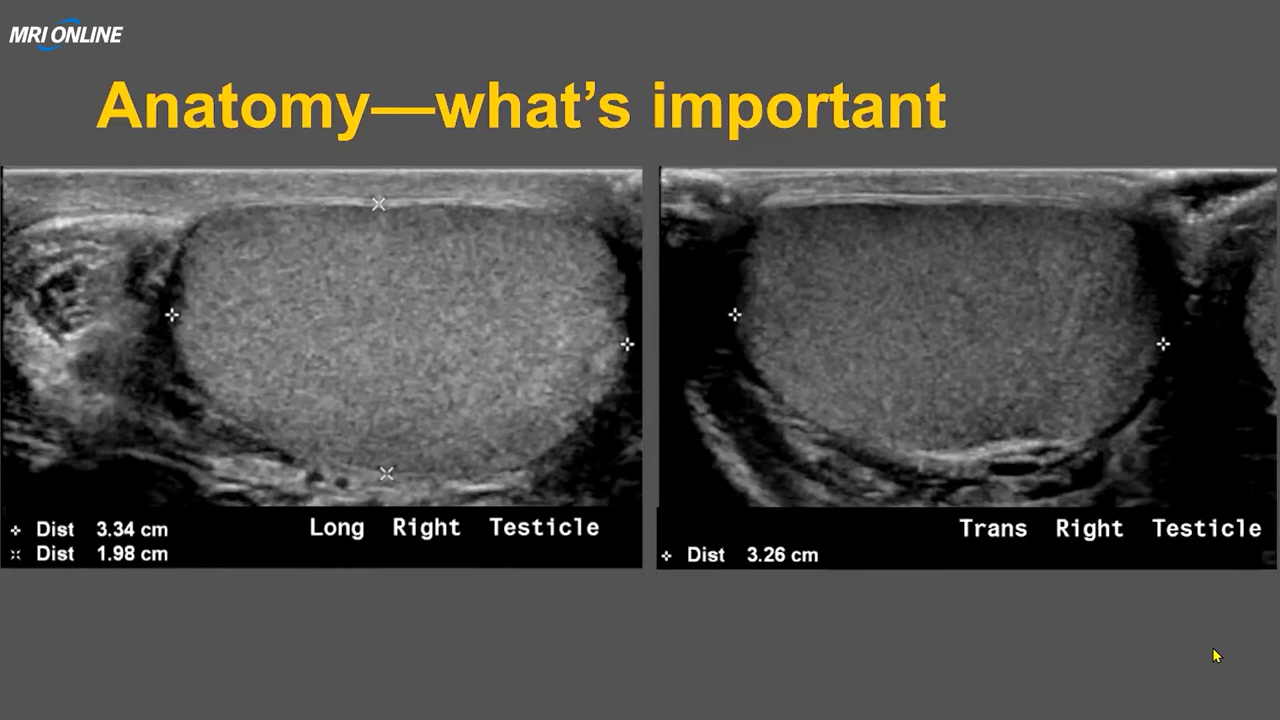 MRI ONLINE
Anatomy—what's important
Long Right Testicle
Dist 3.34 cm
Dist 1.98 cm
Trans Right Testicle
Dist 3.26 cm